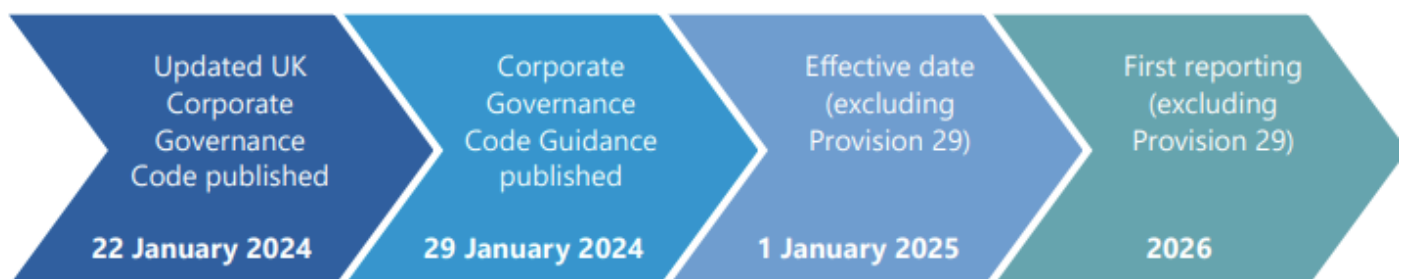 Updated UK
Corporate
Governance
Code published
22 January 2024
Corporate
Governance
Code Guidance
published
29 January 2024
Effective date
(excluding
Provision 29)
1 January 2025
First reporting
(excluding
Provision 29)
2026